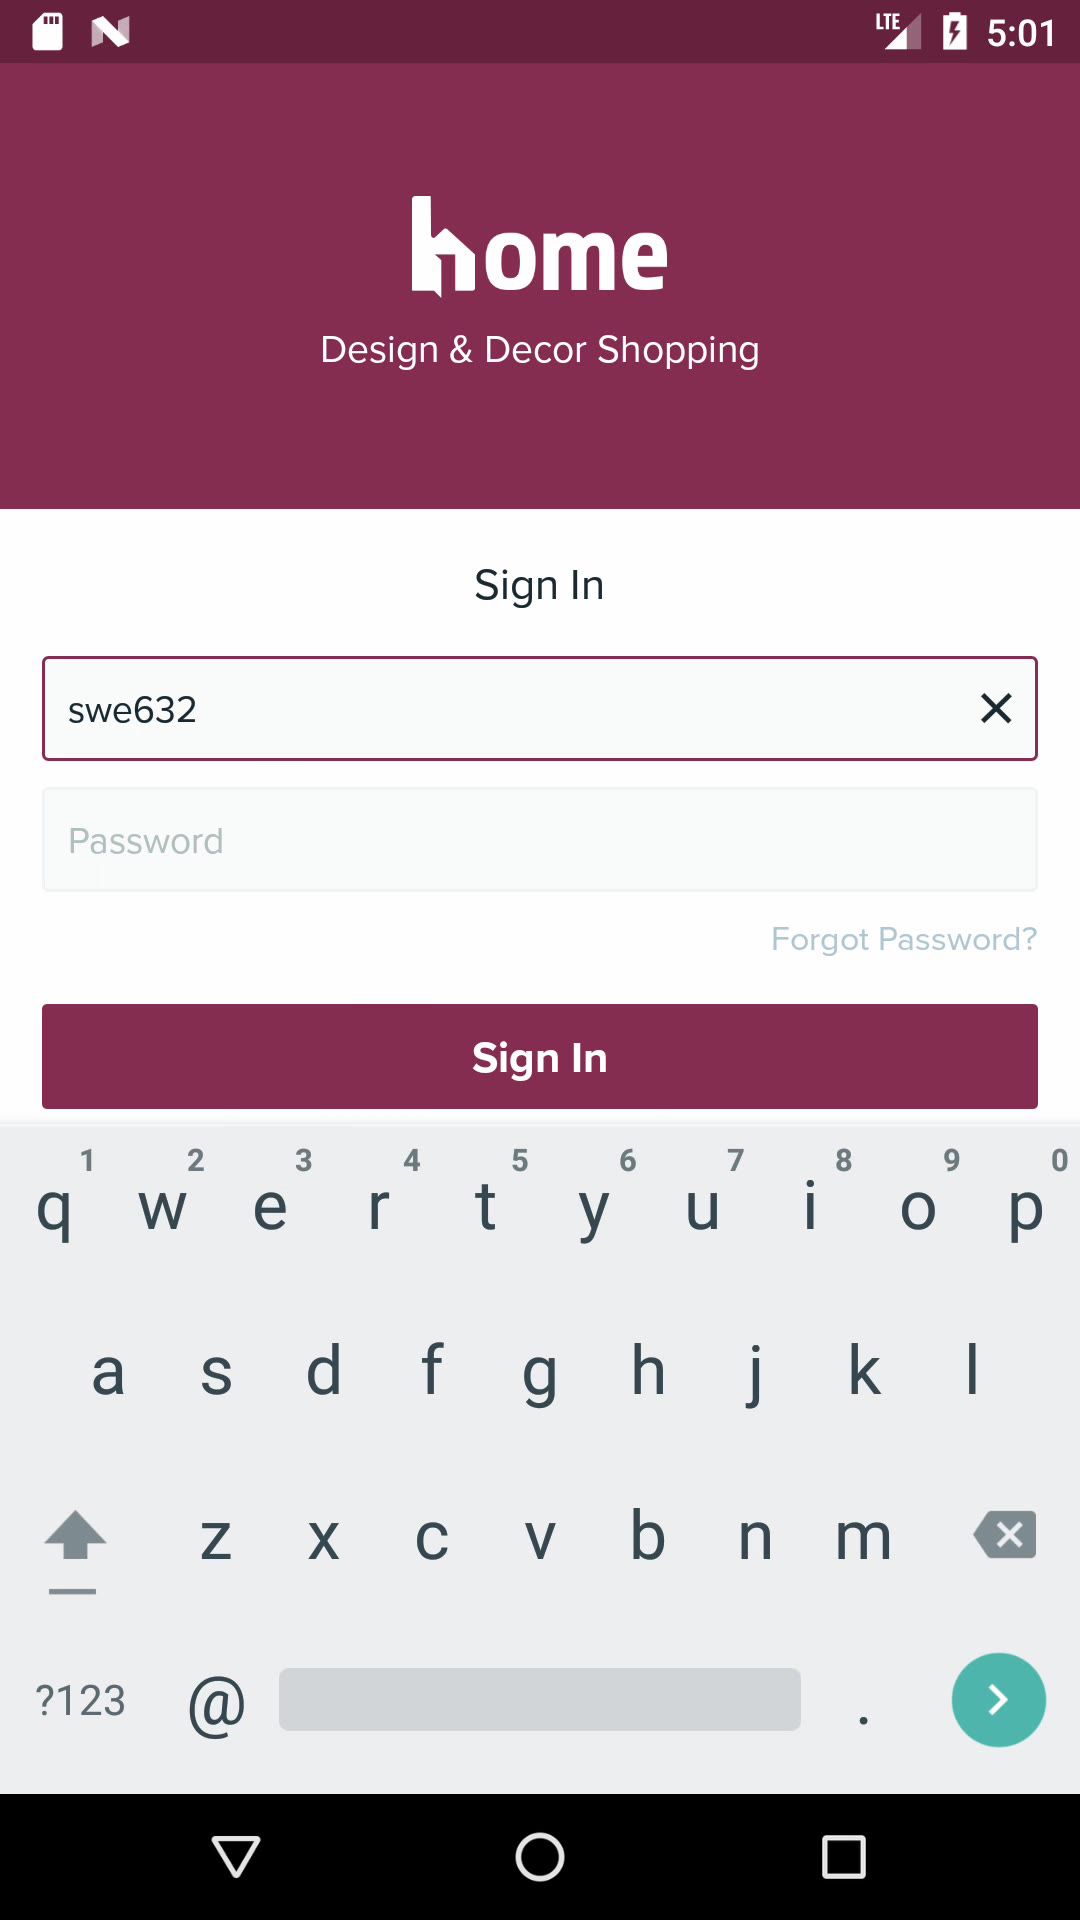 LTE 5:01
home
Design & Decor Shopping
Sign In
swe632
Password
Forgot Password?
Sign In
1 2 3 4 5 6 7 8 9 0
q w e r t y u i o p
a s d f g h j k l
z x c v b n m
?123 @ .